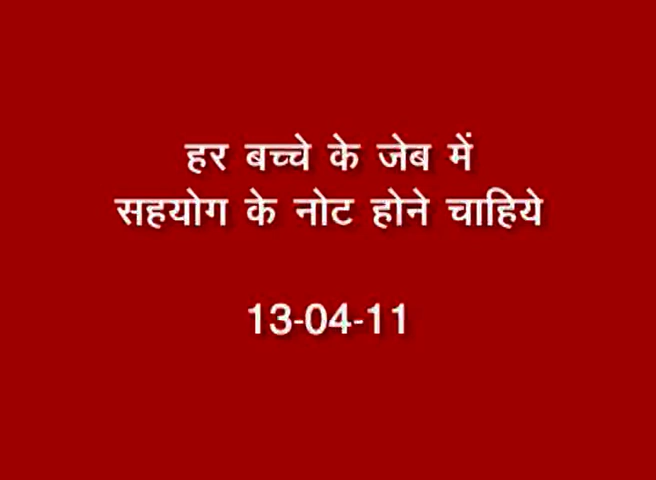 हर बच्चे के जेब में
सहयोग के नोट होने चाहिये
13-04-11